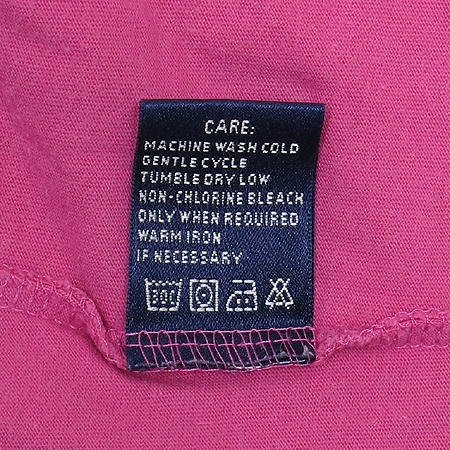 CARE:
MACHINE WASH COLD
GENTLE CYCLE
TUMBLE DRY LOW
NON-CHLORINE BLEACH
ONLY WHEN REQUIRED
WARM IRON
IF NECESSARY